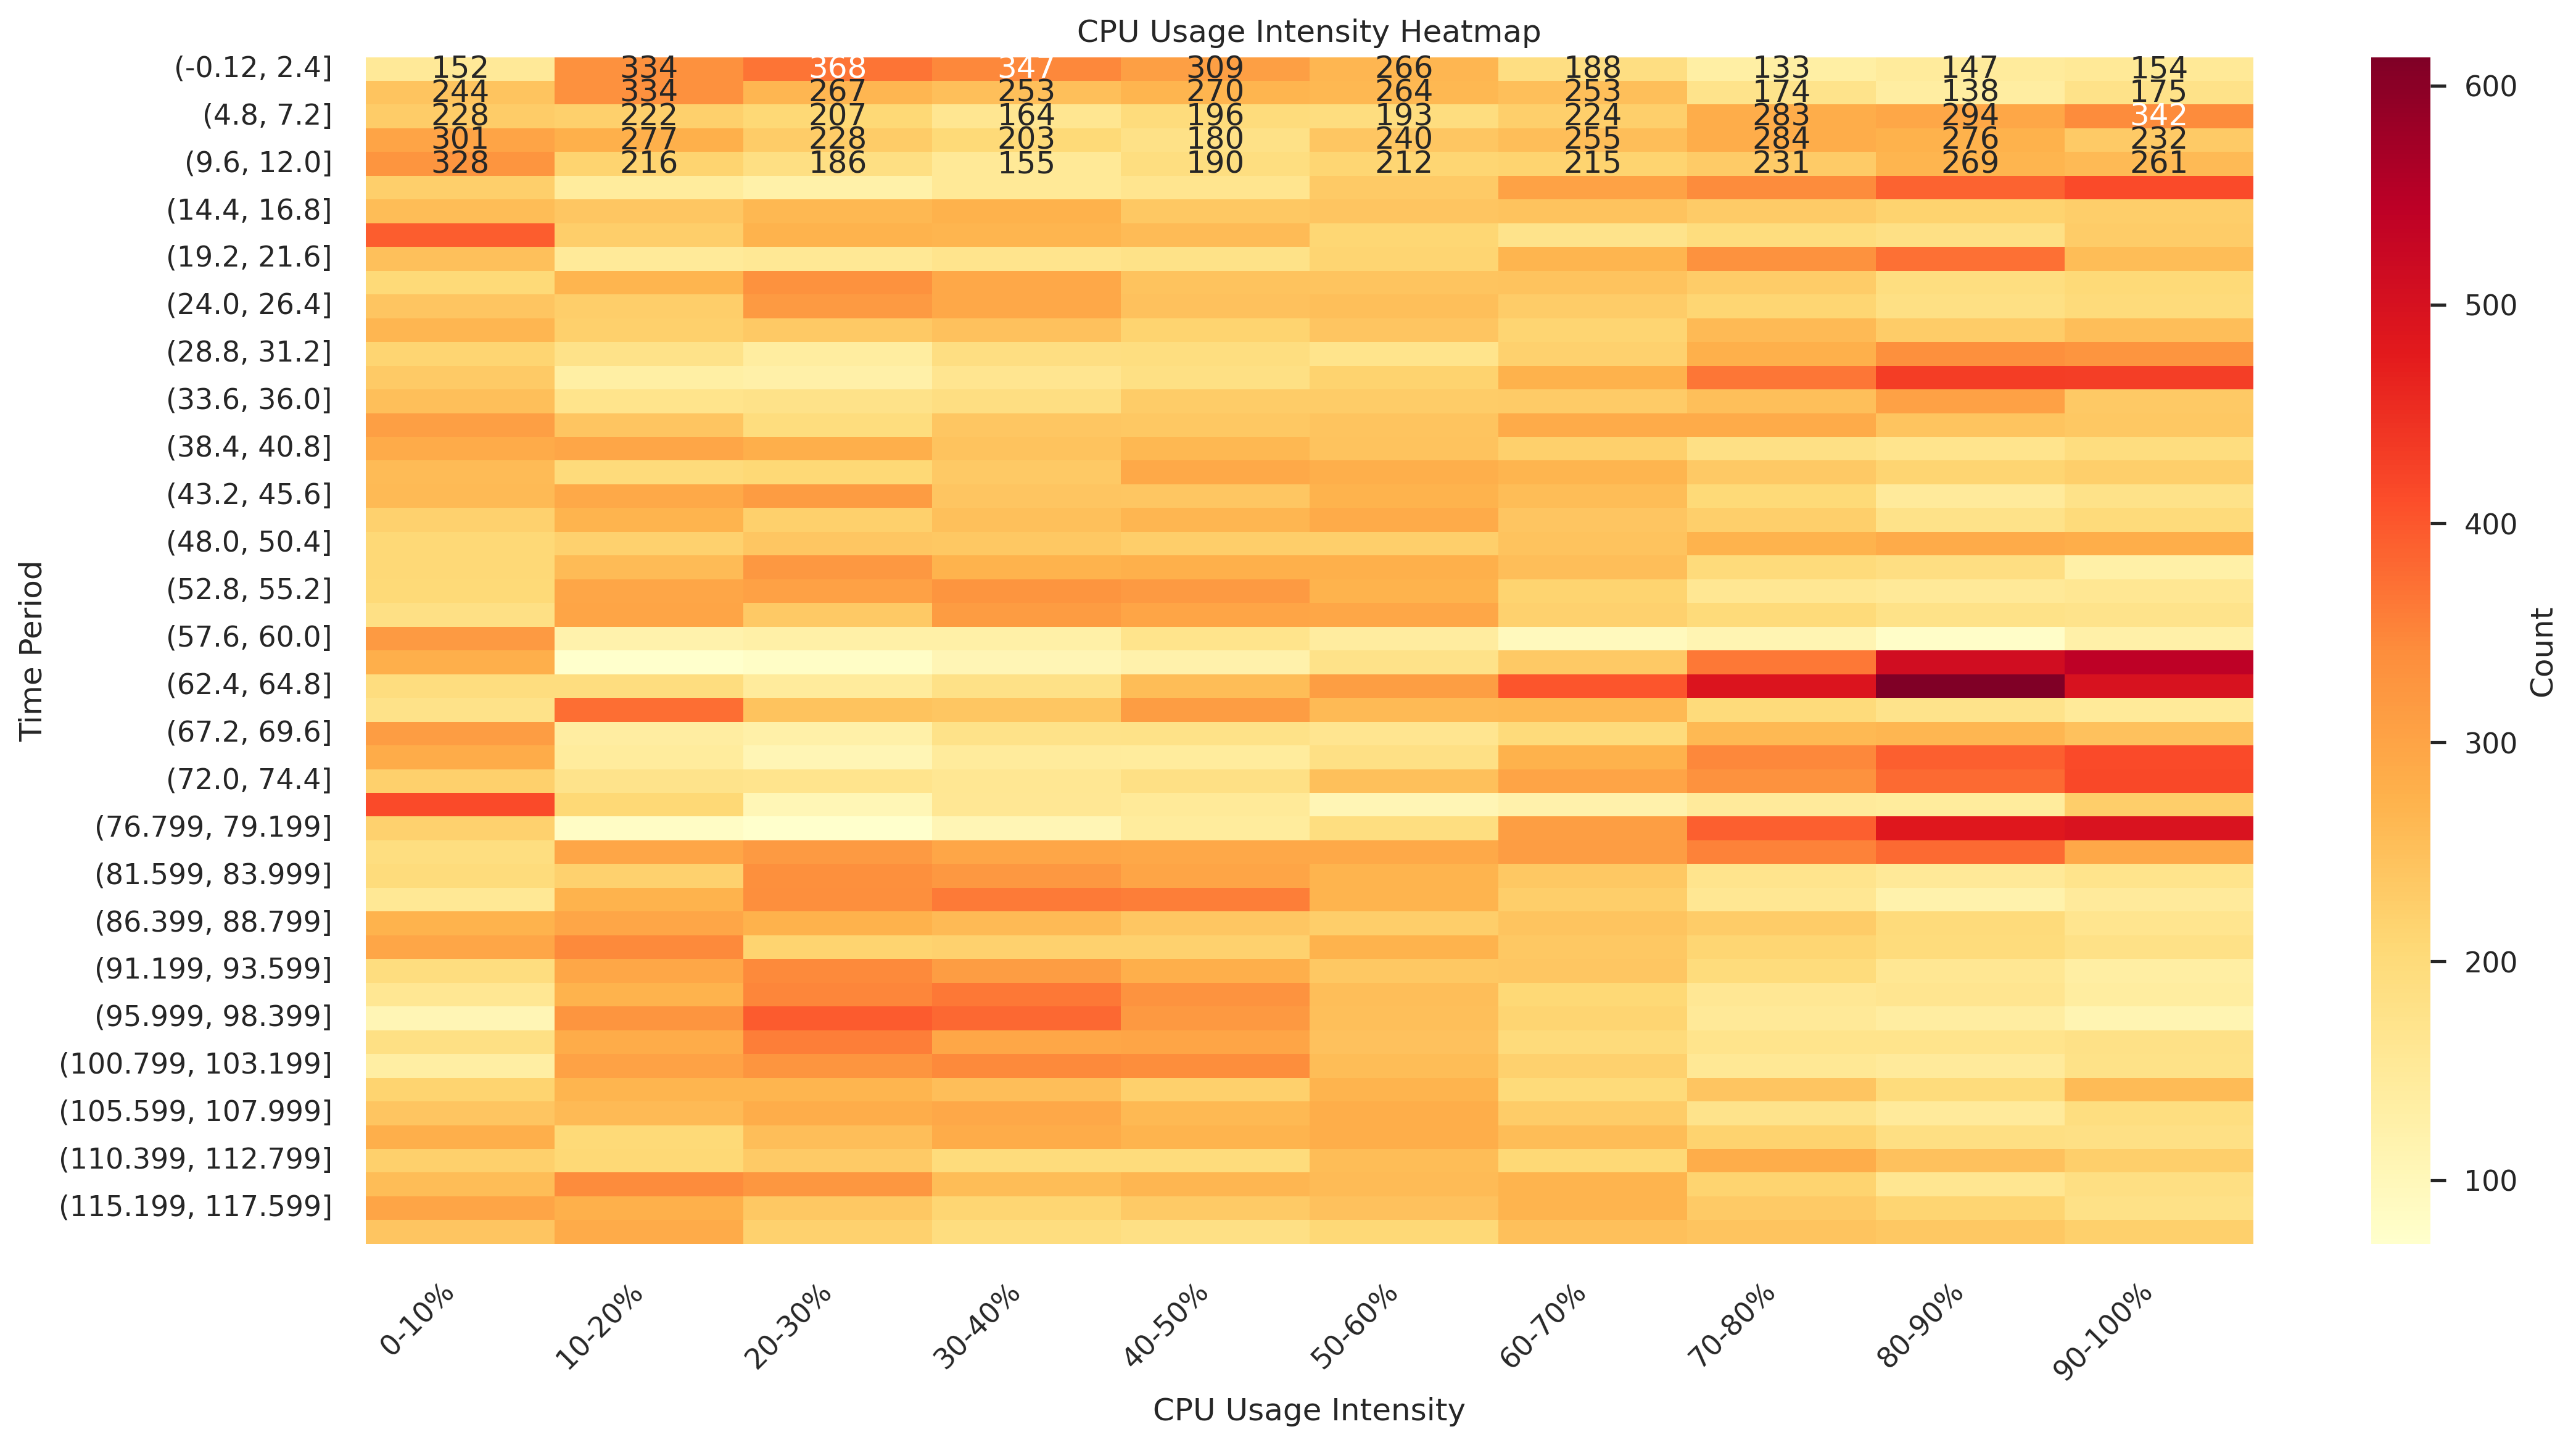 CPU Usage Intensity Heatmap
(-0.12, 2.4] 152 334 368 347 309 266 188 133 147 154
244 334 267 253 270 264 253 174 138 175
(4.8, 7.2] 228 222 207 164 196 193 224 283 294 342
301 277 228 203 180 240 255 284 276 232
(9.6, 12.0] 328 216 186 155 190 212 215 231 269 261
(14.4, 16.8]
(19.2, 21.6]
(24.0, 26.4]
(28.8, 31.2]
(33.6, 36.0]
(38.4, 40.8]
(43.2, 45.6]
(48.0, 50.4]
(52.8, 55.2]
(57.6, 60.0]
(62.4, 64.8]
(67.2, 69.6]
(72.0, 74.4]
(76.799, 79.199]
(81.599, 83.999]
(86.399, 88.799]
(91.199, 93.599]
(95.999, 98.399]
(100.799, 103.199]
(105.599, 107.999]
(110.399, 112.799]
(115.199, 117.599]
Time Period
0-10% 10-20% 20-30% 30-40% 40-50% 50-60% 60-70% 70-80% 80-90% 90-100%
CPU Usage Intensity
600
500
400
300
200
100
Count